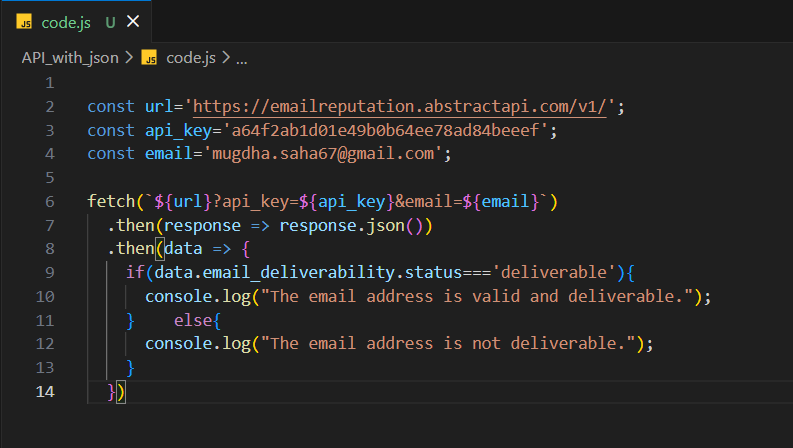 JS code.js U ×
API_with_json > JS code.js > ...
1
2 const url='https://emailreputation.abstractapi.com/v1/';
3 const api_key='a64f2ab1d01e49b0b64ee78ad84beeef';
4 const email='mugdha.saha67@gmail.com';
5
6 fetch(`${url}?api_key=${api_key}&email=${email}`)
7   .then(response => response.json())
8   .then(data => {
9     if(data.email_deliverability.status==='deliverable'){
10       console.log("The email address is valid and deliverable.");
11     }    else{
12       console.log("The email address is not deliverable.");
13     }
14   })